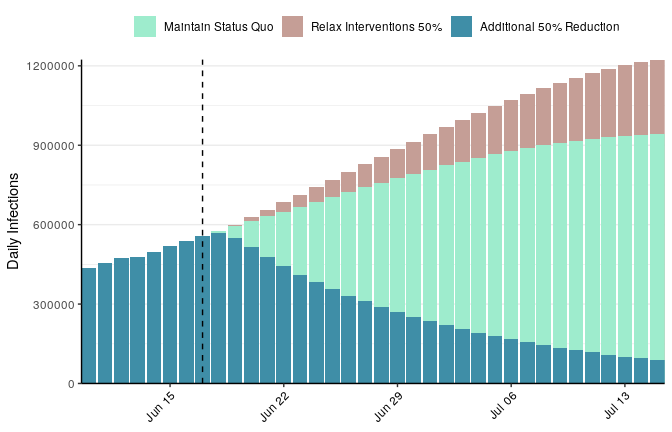 Maintain Status Quo Relax Interventions 50% Additional 50% Reduction
Daily Infections
1200000
900000
600000
300000
0
Jun 15 Jun 22 Jun 29 Jul 06 Jul 13